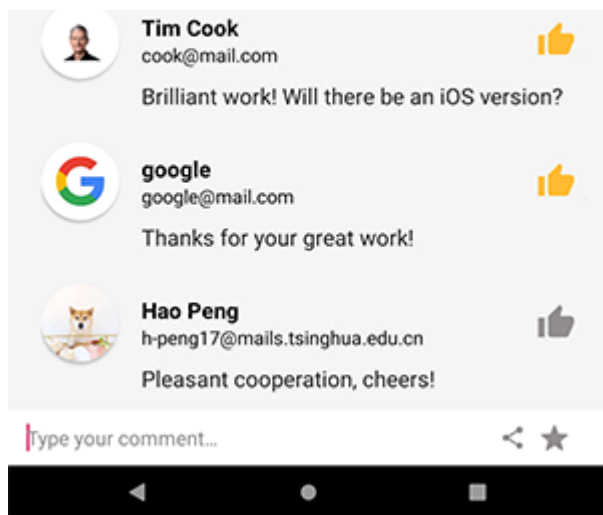 Tim Cook
cook@mail.com
Brilliant work! Will there be an iOS version?
google
google@mail.com
Thanks for your great work!
Hao Peng
h-peng17@mails.tsinghua.edu.cn
Pleasant cooperation, cheers!
Type your comment...